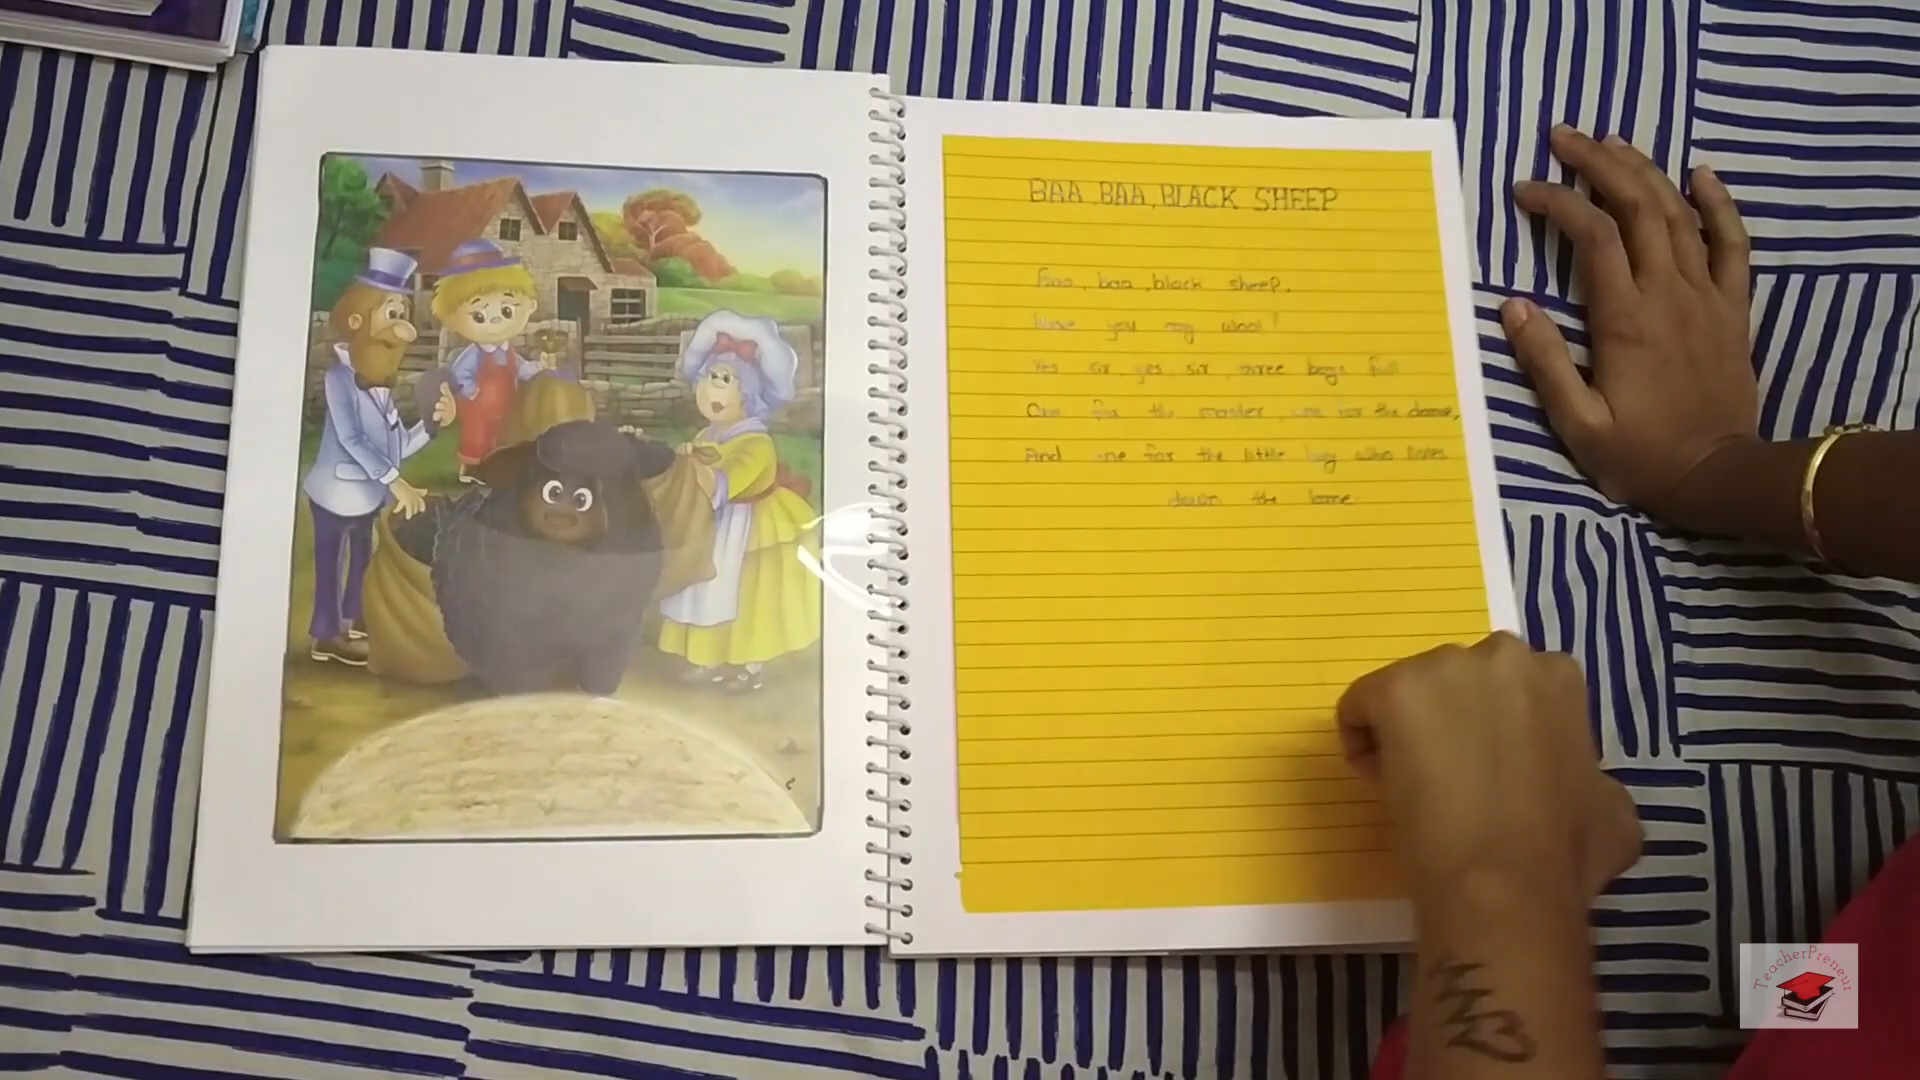 BAA BAA, BLACK SHEEP
Baa, baa, black sheep,
Have you any wool?
Yes sir, yes sir, three bags full
One for the master, one for the dame,
And one for the little boy who lives
down the lane
TeacherPreneur